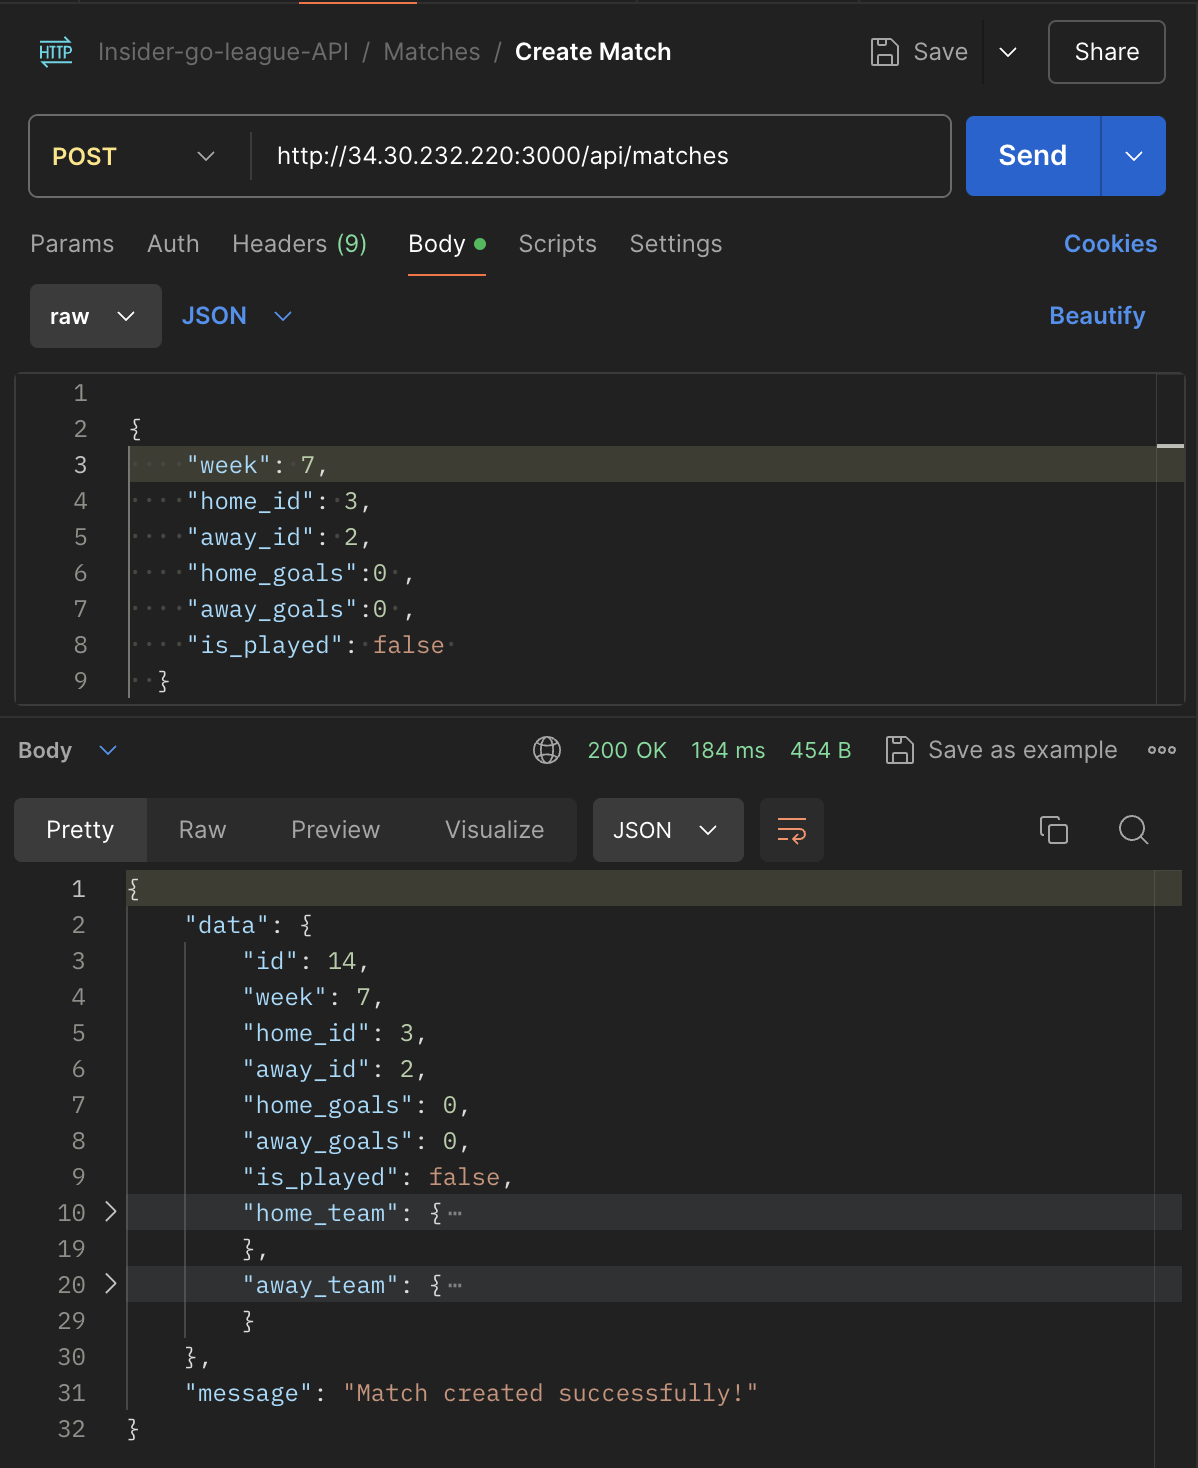 HTTP Insider-go-league-API / Matches / Create Match Save Share
POST http://34.30.232.220:3000/api/matches Send
Params Auth Headers (9) Body Scripts Settings Cookies
raw JSON Beautify
1
2 {
3 "week": 7,
4 "home_id": 3,
5 "away_id": 2,
6 "home_goals":0 ,
7 "away_goals":0 ,
8 "is_played": false
9 }
Body 200 OK 184 ms 454 B Save as example
Pretty Raw Preview Visualize JSON
1 {
2 "data": {
3 "id": 14,
4 "week": 7,
5 "home_id": 3,
6 "away_id": 2,
7 "home_goals": 0,
8 "away_goals": 0,
9 "is_played": false,
10 "home_team": {⋯
19 },
20 "away_team": {⋯
29 }
30 },
31 "message": "Match created successfully!"
32 }